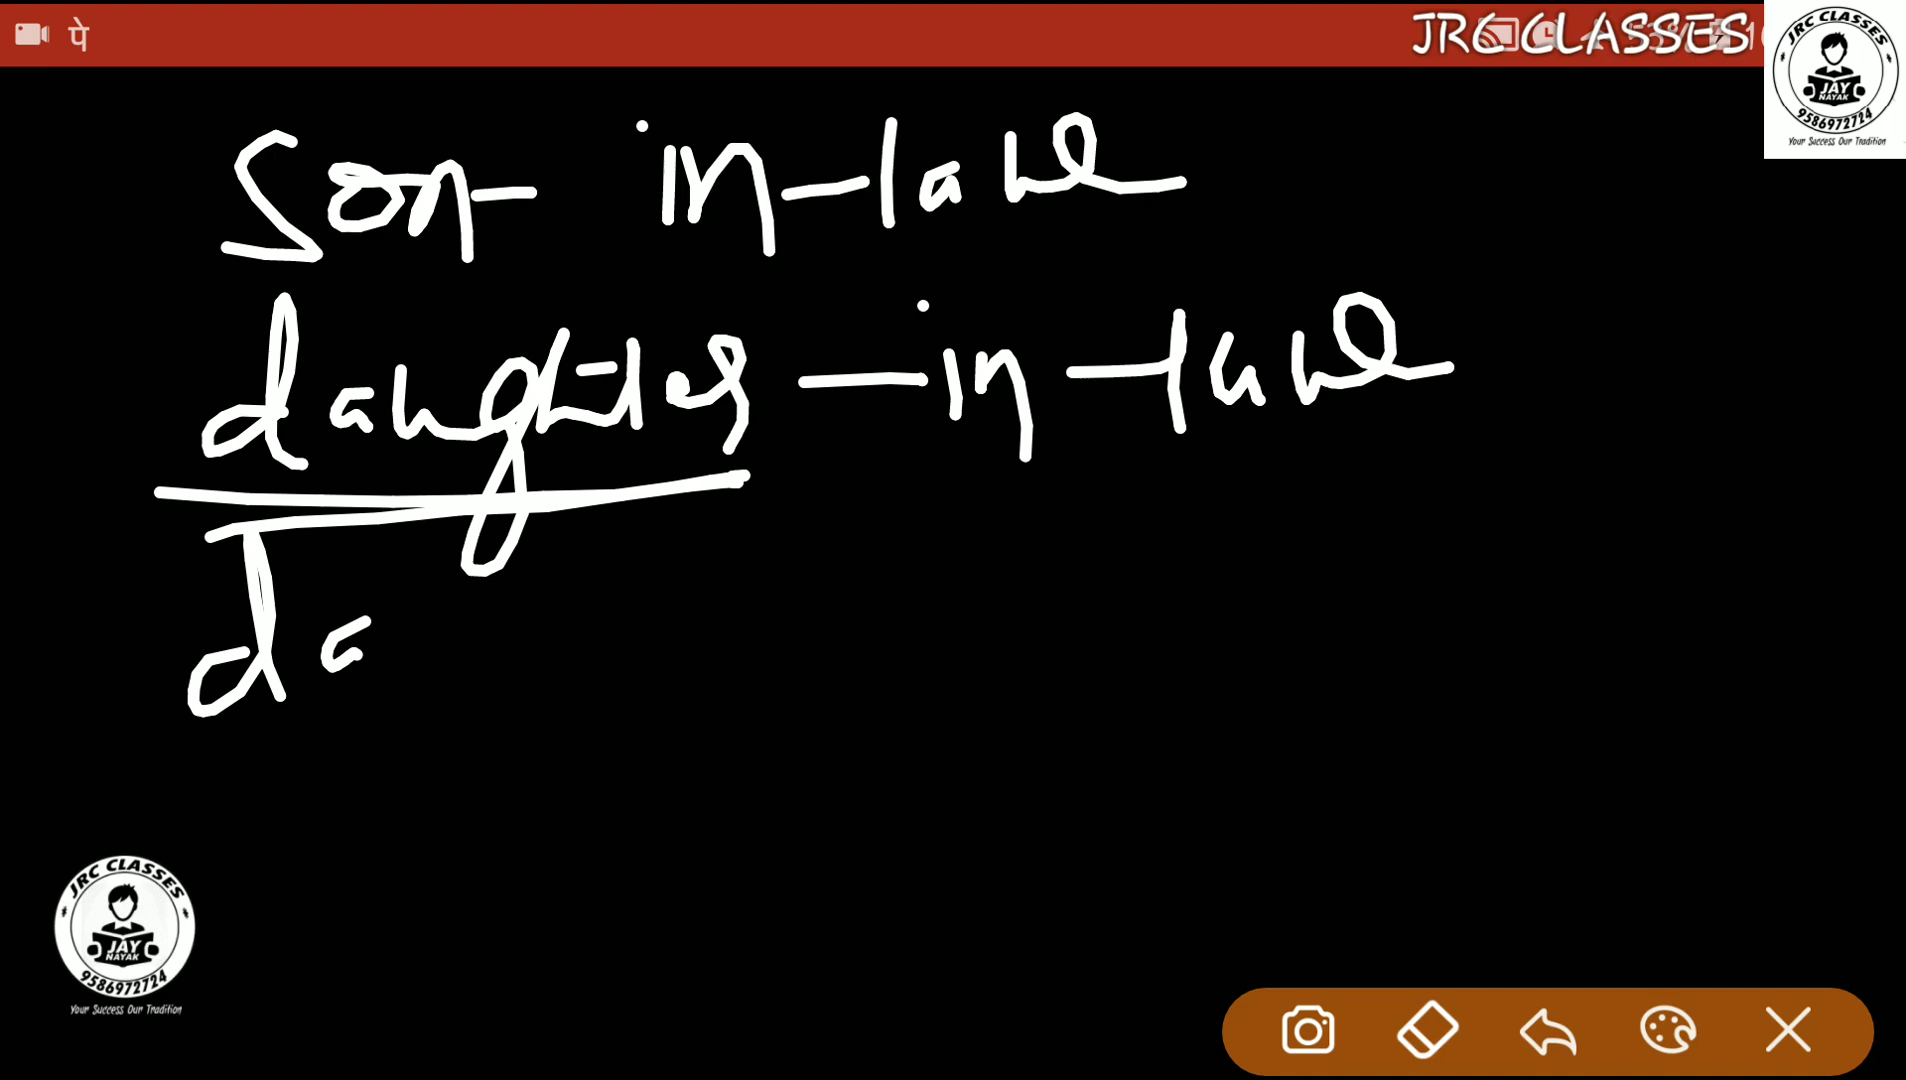 पे JRC CLASSES
JRC CLASSES
JAY
NAYAK
9586972724
Your Success Our Tradition
Son- in-law
daughter-in-law
da
JRC CLASSES
JAY
NAYAK
9586972724
Your Success Our Tradition